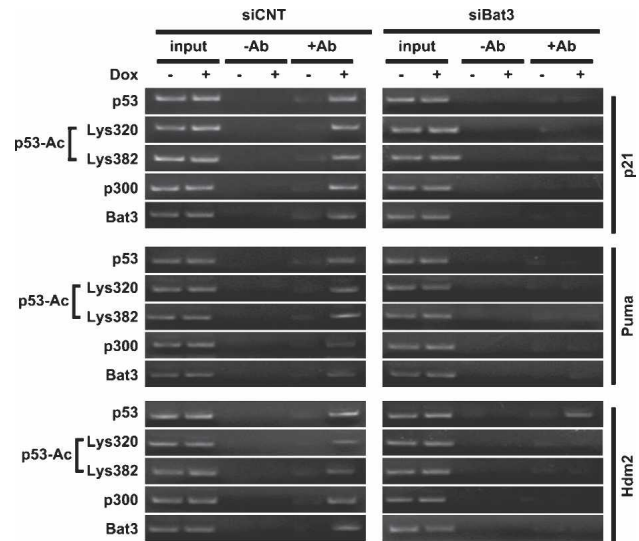 siCNT siBat3
input -Ab +Ab input -Ab +Ab
Dox - + - + - + - + - + - +
p53
p53-Ac Lys320
Lys382
p300
Bat3
p21
p53
p53-Ac Lys320
Lys382
p300
Bat3
Puma
p53
p53-Ac Lys320
Lys382
p300
Bat3
Hdm2